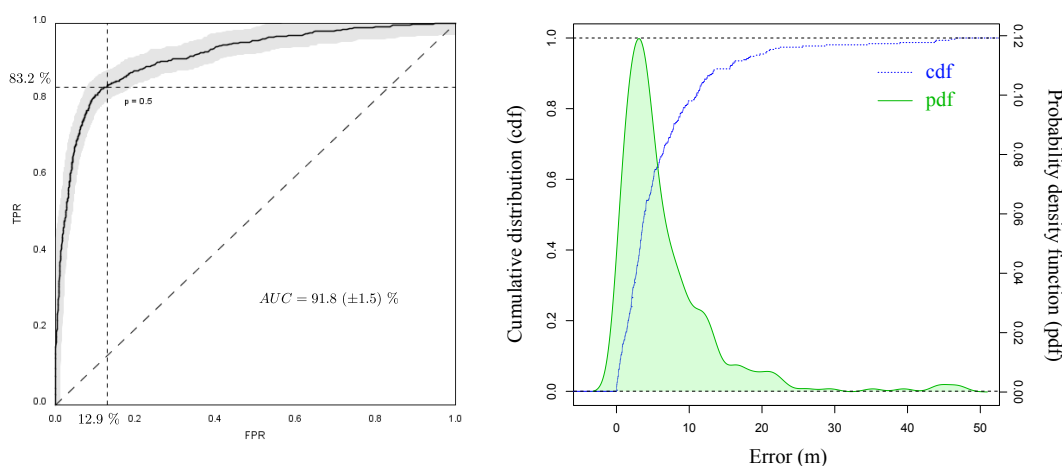 1.0
83.2 %
0.8
p = 0.5
0.6
TPR
0.4
AUC = 91.8 (±1.5) %
0.2
0.0
0.0 0.2 0.4 0.6 0.8 1.0
12.9 %
FPR
cdf
pdf
Cumulative distribution (cdf)
0.0 0.2 0.4 0.6 0.8 1.0
Probability density function (pdf)
0.00 0.02 0.04 0.06 0.08 0.10 0.12
0 10 20 30 40 50
Error (m)